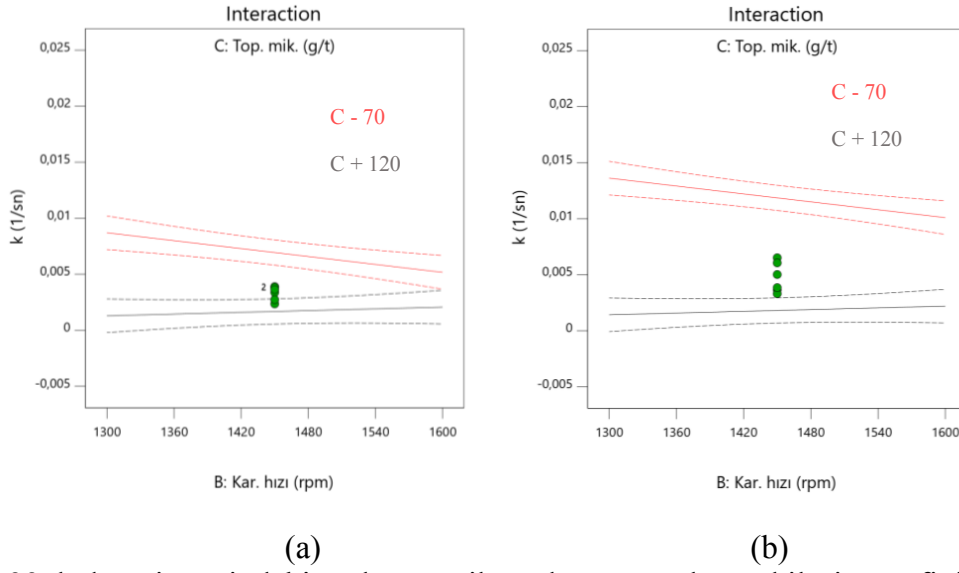 Interaction
C: Top. mik. (g/t)
0,025
0,02
0,015
0,01
0,005
0
-0,005
k (1/sn)
C - 70
C + 120
2
1300 1360 1420 1480 1540 1600
B: Kar. hızı (rpm)
(a)
Interaction
C: Top. mik. (g/t)
0,025
0,02
0,015
0,01
0,005
0
-0,005
k (1/sn)
C - 70
C + 120
1300 1360 1420 1480 1540 1600
B: Kar. hızı (rpm)
(b)